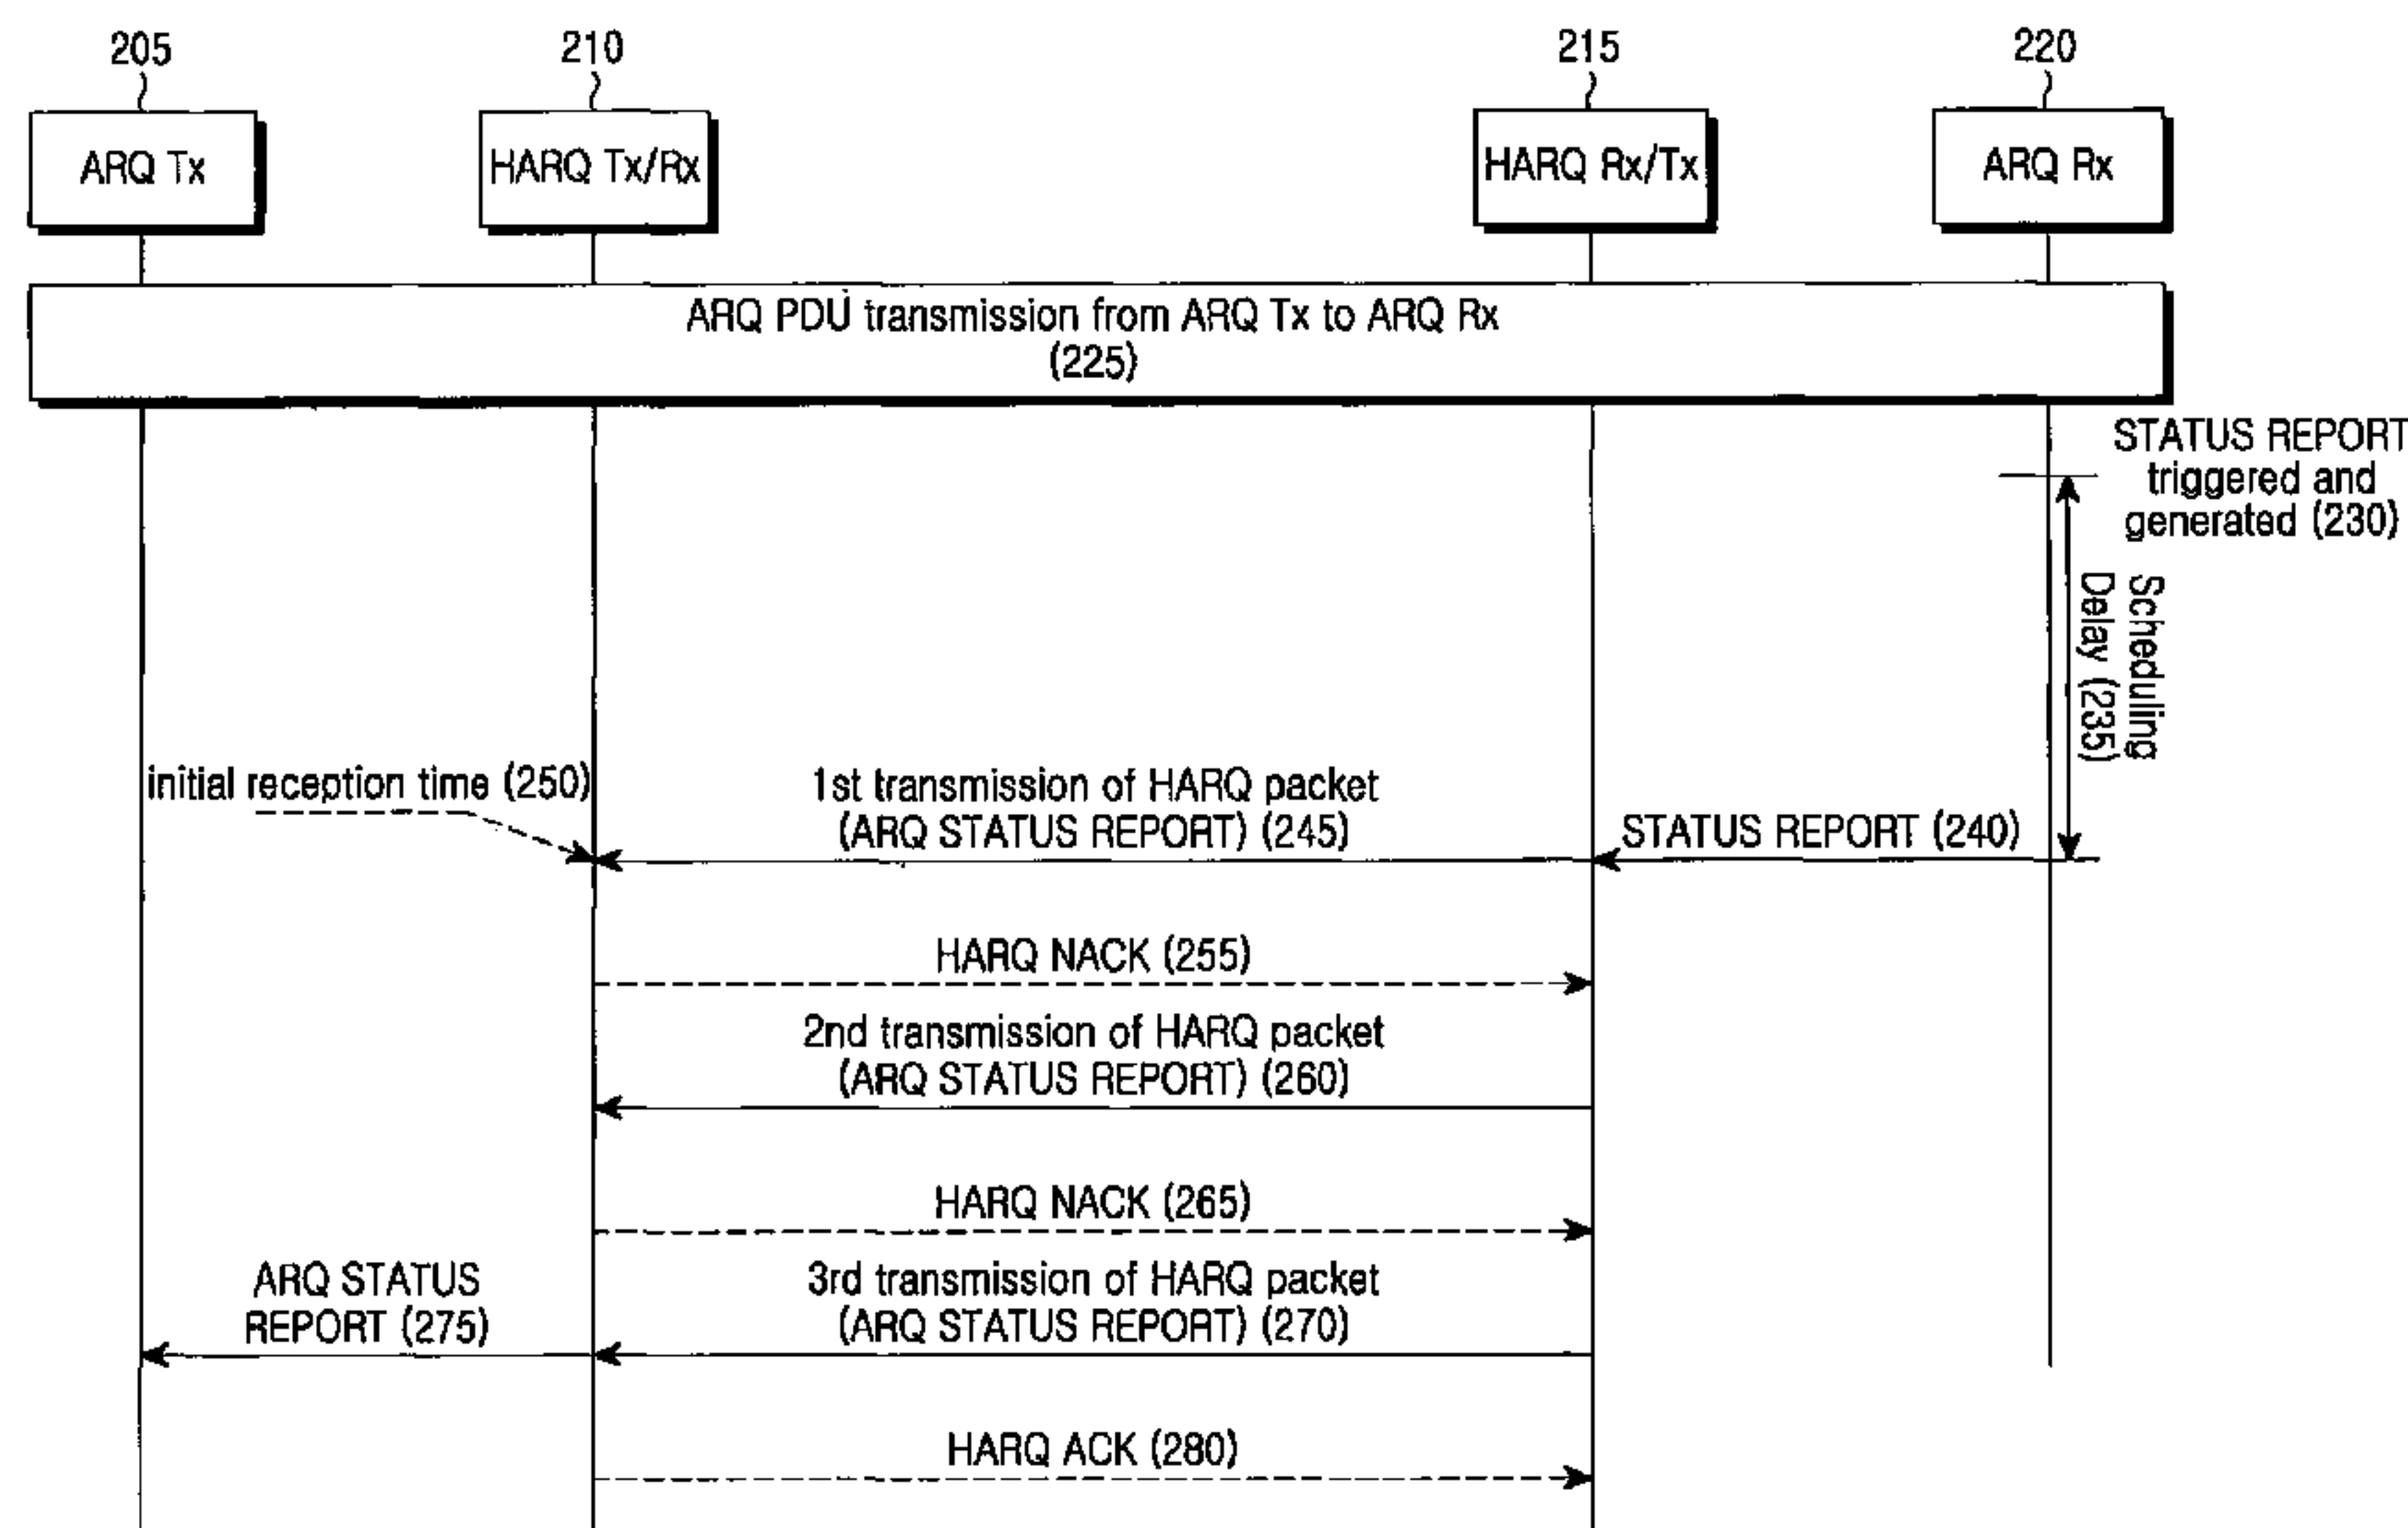 205
210
215
220
ARQ Tx
HARQ Tx/Rx
HARQ Rx/Tx
ARQ Rx
ARQ PDU transmission from ARQ Tx to ARQ Rx
(225)
STATUS REPORT
triggered and
generated (230)
Scheduling
Delay (235)
initial reception time (250)
1st transmission of HARQ packet
(ARQ STATUS REPORT) (245)
STATUS REPORT (240)
HARQ NACK (255)
2nd transmission of HARQ packet
(ARQ STATUS REPORT) (260)
HARQ NACK (265)
ARQ STATUS
REPORT (275)
3rd transmission of HARQ packet
(ARQ STATUS REPORT) (270)
HARQ ACK (280)